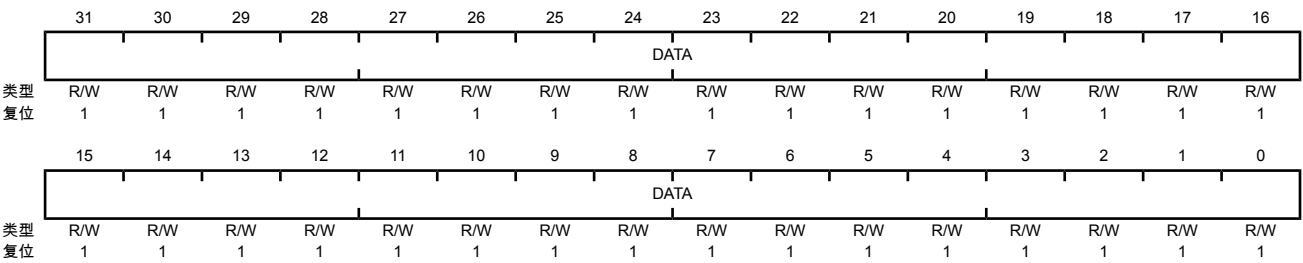 31 30 29 28 27 26 25 24 23 22 21 20 19 18 17 16
DATA
类型 R/W R/W R/W R/W R/W R/W R/W R/W R/W R/W R/W R/W R/W R/W R/W R/W
复位 1 1 1 1 1 1 1 1 1 1 1 1 1 1 1 1
15 14 13 12 11 10 9 8 7 6 5 4 3 2 1 0
DATA
类型 R/W R/W R/W R/W R/W R/W R/W R/W R/W R/W R/W R/W R/W R/W R/W R/W
复位 1 1 1 1 1 1 1 1 1 1 1 1 1 1 1 1